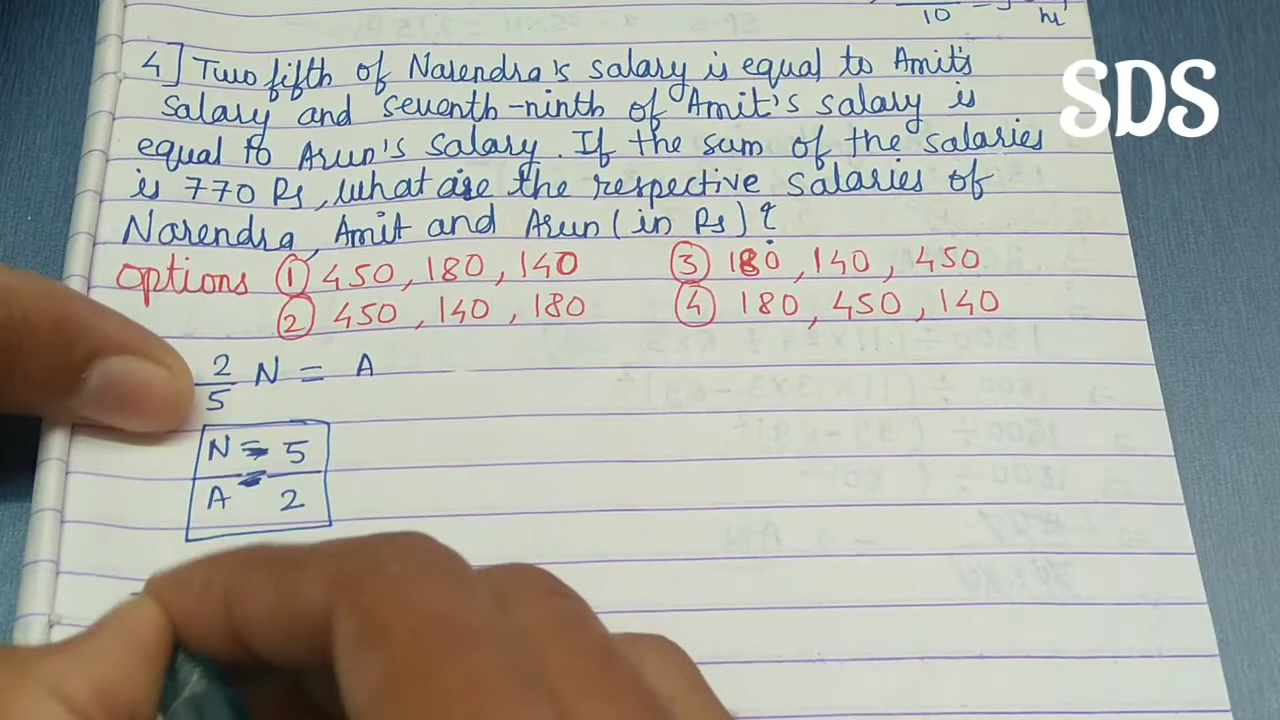 10
hr
SDS
4] Two fifth of Narendra's salary is equal to Amit's
salary and seventh-ninth of Amit's salary is
equal to Arun's salary. If the sum of the salaries
is 770 Rs, what are the respective salaries of
Narendra, Amit and Arun (in Rs)?
Options ① 450, 180, 140 ③ 180, 140, 450
② 450, 140, 180 ④ 180, 450, 140
2/5 N = A
N/A = 5/2